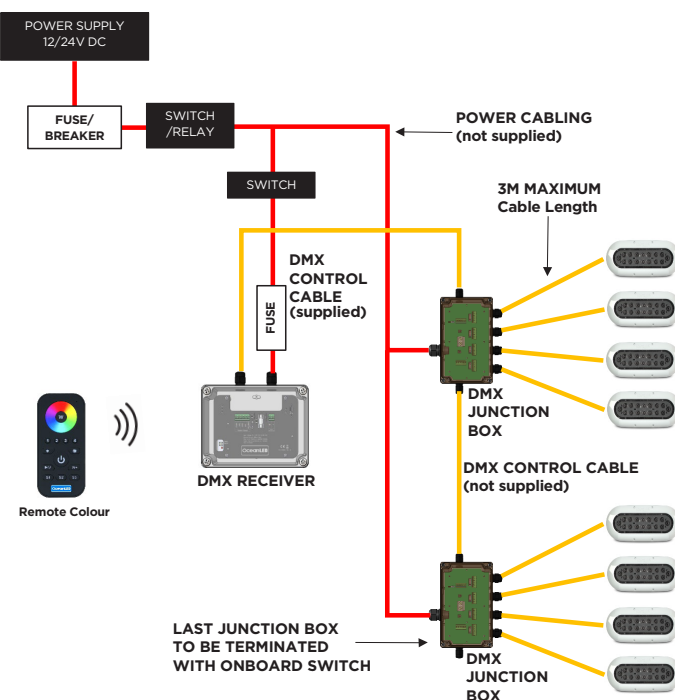 POWER SUPPLY
12/24V DC
FUSE/
BREAKER
SWITCH
/RELAY
POWER CABLING
(not supplied)
SWITCH
3M MAXIMUM
Cable Length
DMX
CONTROL
CABLE
(supplied)
FUSE
DMX
JUNCTION
BOX
DMX RECEIVER
OceanLED
DMX CONTROL CABLE
(not supplied)
OceanLED
Remote Colour
LAST JUNCTION BOX
TO BE TERMINATED
WITH ONBOARD SWITCH
DMX
JUNCTION
BOX